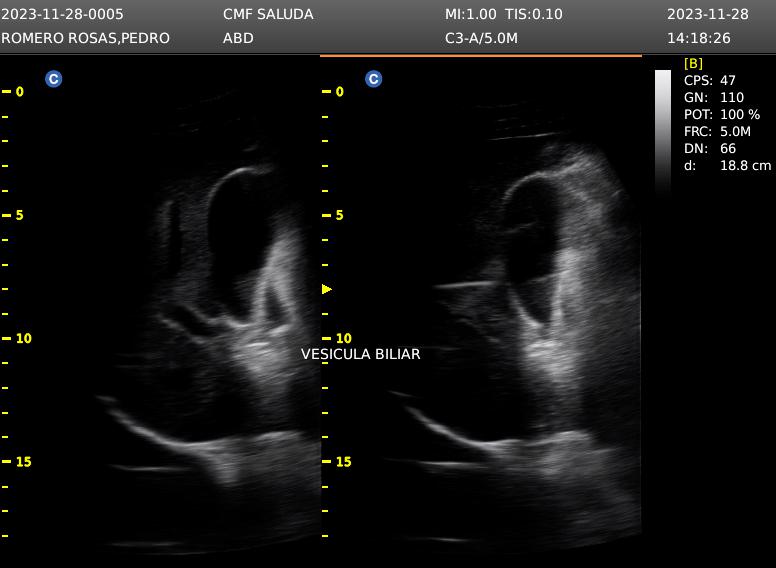 2023-11-28-0005 CMF SALUDA MI:1.00 TIS:0.10 2023-11-28
ROMERO ROSAS,PEDRO ABD C3-A/5.0M 14:18:26
[B]
CPS: 47
GN: 110
POT: 100 %
FRC: 5.0M
DN: 66
d: 18.8 cm
C C
0 0
5 5
10 10
VESICULA BILIAR
15 15